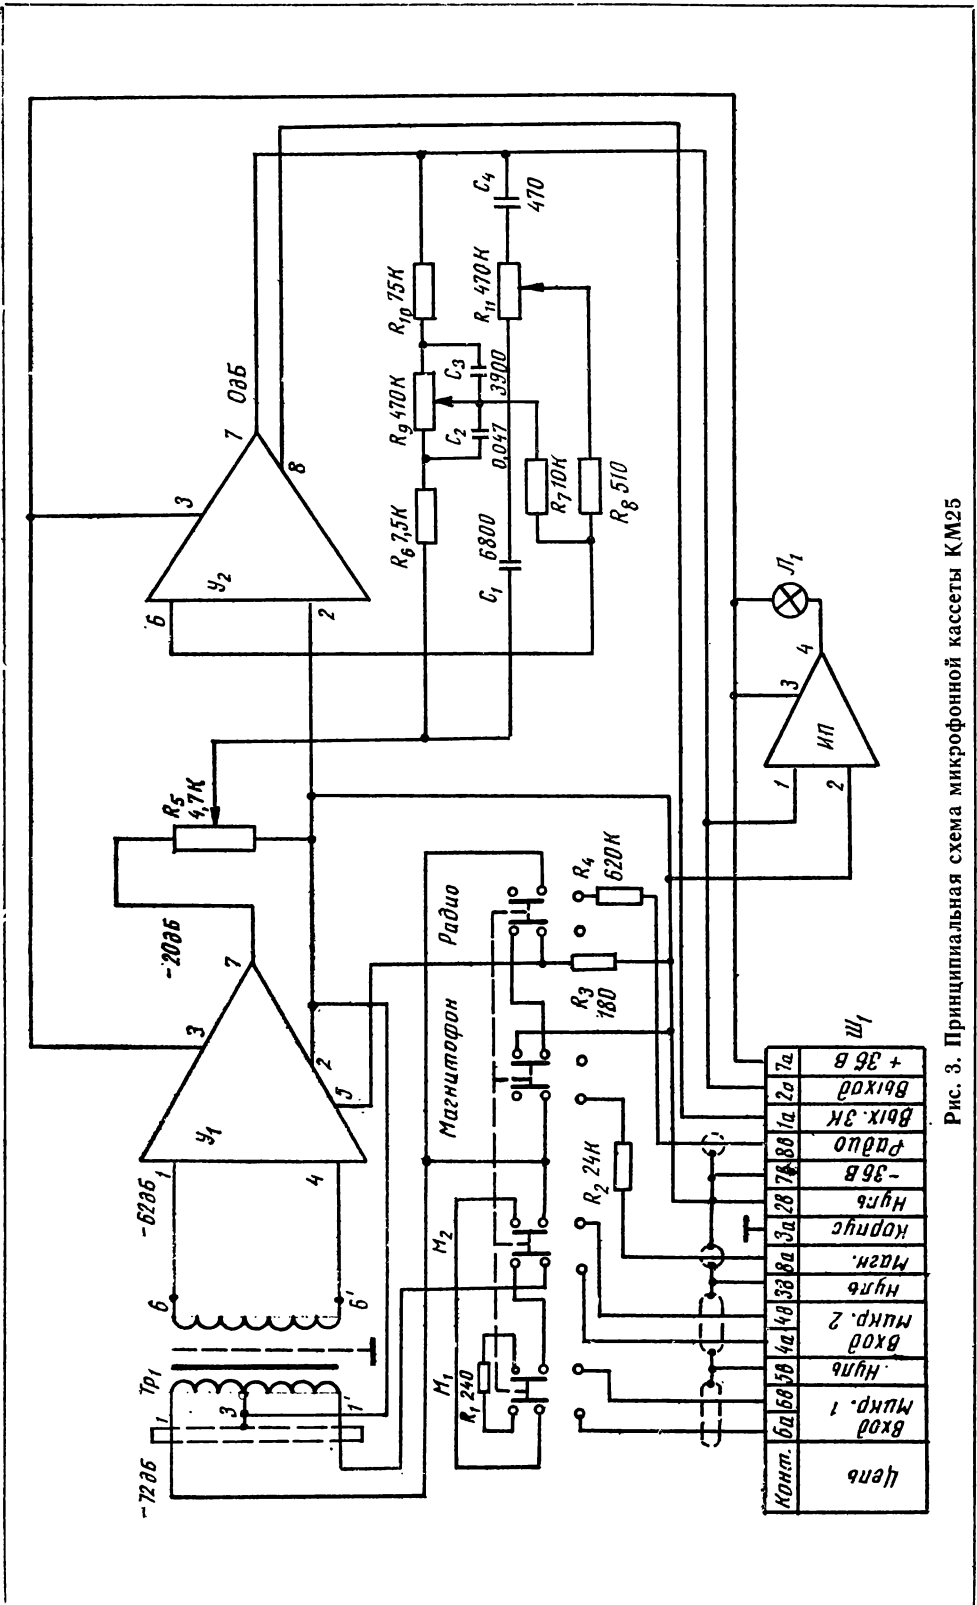 -72дБ
Тр1
1
3
1'
6
6'
-62дБ
1
4
У1
3
5
2
7
-20дБ
R5
4,7К
6
2
У2
3
7
8
0дБ
R6 7,5К
R9 470К
R10 75К
C2
0,047
C3
3900
C1
6800
R11 470К
C4
470
R7 10К
R8 510
М1
R1 240
М2
Магнитофон
Радио
R2 24К
R3
180
R4
620К
1
2
ИП
3
4
Л1
Ш1
Конт.
Цепь
6а
6в
Вход
Микр. 1
5в
Нуль
4а
4в
Вход
Микр. 2
3в
Нуль
8а
Магн.
3а
Корпус
2в
Нуль
7в
-36В
8в
Радио
1а
Вых. ЗК
2а
Выход
7а
+36В
Рис. 3. Принципиальная схема микрофонной кассеты КМ25